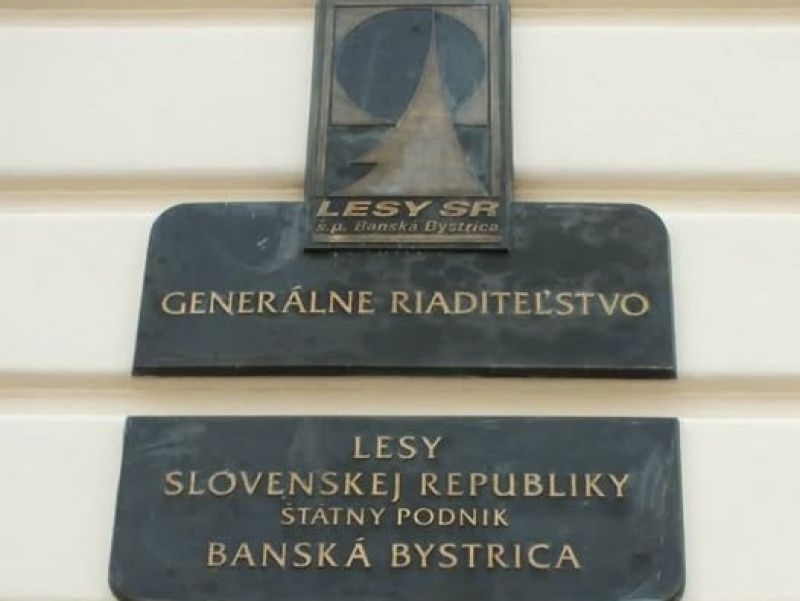 LESY SR
š.p. Banská Bystrica
GENERÁLNE RIADITEĽSTVO
LESY
SLOVENSKEJ REPUBLIKY
ŠTÁTNY PODNIK
BANSKÁ BYSTRICA